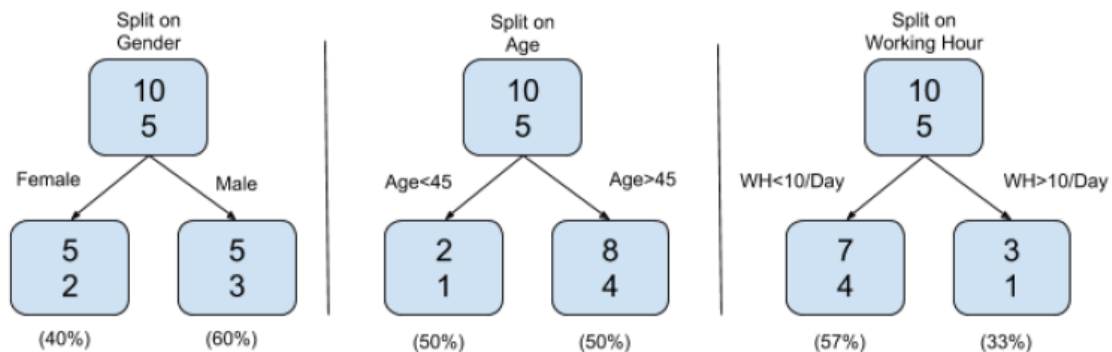 Split on
Gender
10
5
Female
Male
5
2
5
3
(40%)
(60%)
Split on
Age
10
5
Age<45
Age>45
2
1
8
4
(50%)
(50%)
Split on
Working Hour
10
5
WH<10/Day
WH>10/Day
7
4
3
1
(57%)
(33%)